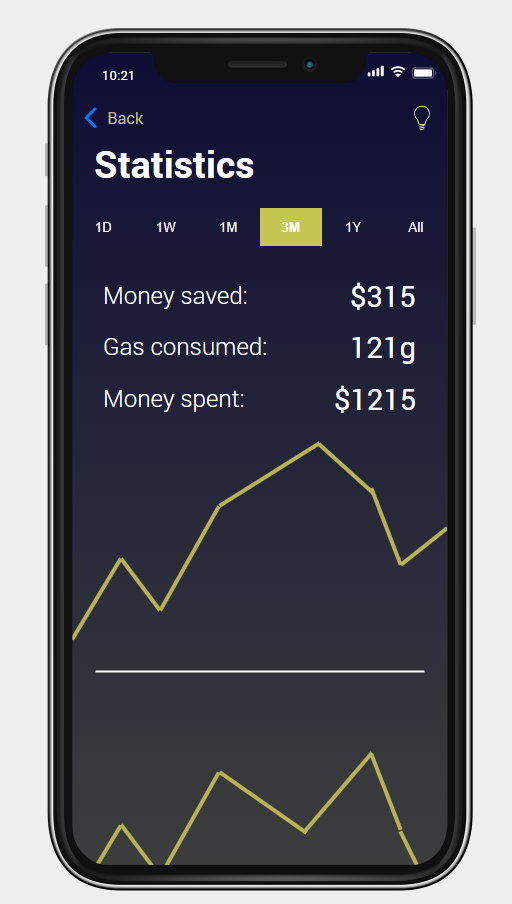 10:21
Back
Statistics
1D 1W 1M 3M 1Y All
Money saved: $315
Gas consumed: 121g
Money spent: $1215